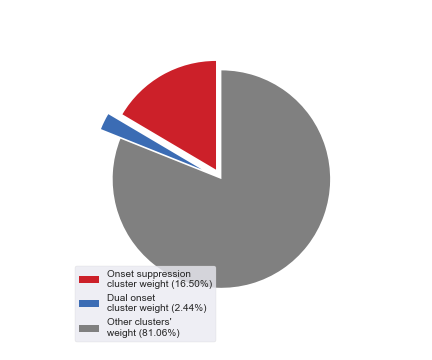 Onset suppression
cluster weight (16.50%)
Dual onset
cluster weight (2.44%)
Other clusters'
weight (81.06%)